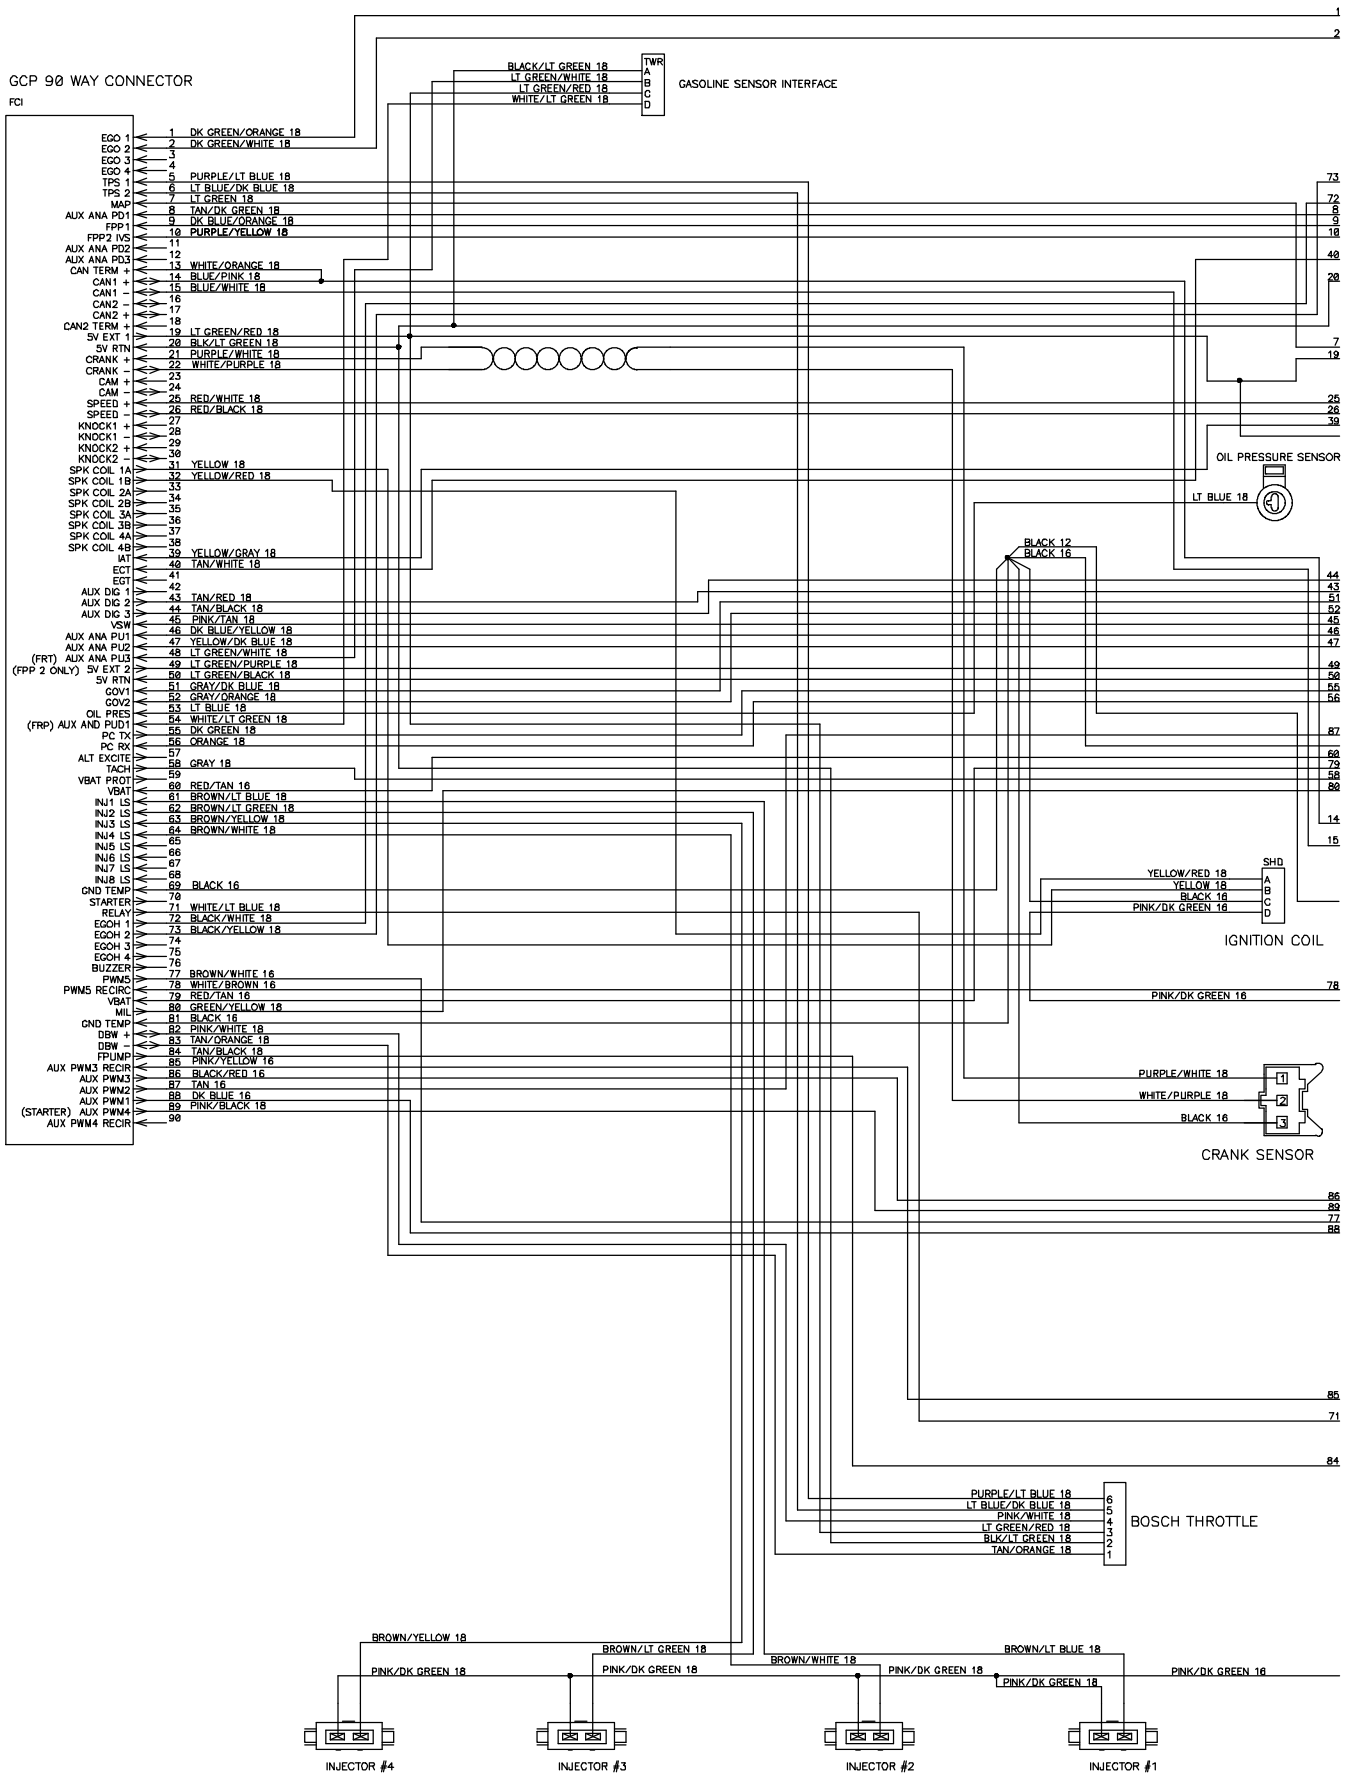 1
2
GCP 90 WAY CONNECTOR
FCI
BLACK/LT GREEN 18
LT GREEN/WHITE 18
LT GREEN/RED 18
WHITE/LT GREEN 18
TWR
A
B
C
D
GASOLINE SENSOR INTERFACE
EGO 1 1 DK GREEN/ORANGE 18
EGO 2 2 DK GREEN/WHITE 18
EGO 3 3
EGO 4 4
TPS 1 5 PURPLE/LT BLUE 18 73
TPS 2 6 LT BLUE/DK BLUE 18
MAP 7 LT GREEN 18 72
AUX ANA PD1 8 TAN/DK GREEN 18 8
FPP1 9 DK BLUE/ORANGE 18 9
FPP2 IVS 10 PURPLE/YELLOW 18 10
AUX ANA PD2 11
AUX ANA PD3 12 40
CAN TERM + 13 WHITE/ORANGE 18
CAN1 + 14 BLUE/PINK 18 20
CAN1 - 15 BLUE/WHITE 18
CAN2 - 16
CAN2 + 17
CAN2 TERM + 18
5V EXT 1 19 LT GREEN/RED 18
5V RTN 20 BLK/LT GREEN 18 7
CRANK + 21 PURPLE/WHITE 18 19
CRANK - 22 WHITE/PURPLE 18
CAM + 23
CAM - 24
SPEED + 25 RED/WHITE 18 25
SPEED - 26 RED/BLACK 18 26
KNOCK1 + 27 39
KNOCK1 - 28
KNOCK2 + 29
KNOCK2 - 30
OIL PRESSURE SENSOR
SPK COIL 1A 31 YELLOW 18
SPK COIL 1B 32 YELLOW/RED 18
SPK COIL 2A 33
SPK COIL 2B 34
LT BLUE 18
SPK COIL 3A 35
SPK COIL 3B 36
SPK COIL 4A 37
SPK COIL 4B 38
BLACK 12
BLACK 16
IAT 39 YELLOW/GRAY 18
ECT 40 TAN/WHITE 18
EGT 41 44
AUX DIG 1 42 43
AUX DIG 2 43 TAN/RED 18 51
AUX DIG 3 44 TAN/BLACK 18 52
VSW 45 PINK/TAN 18 45
AUX ANA PU1 46 DK BLUE/YELLOW 18 46
AUX ANA PU2 47 YELLOW/DK BLUE 18 47
(FRT) AUX ANA PU3 48 LT GREEN/WHITE 18
(FPP 2 ONLY) 5V EXT 2 49 LT GREEN/PURPLE 18 49
5V RTN 50 LT GREEN/BLACK 18 50
GOV1 51 GRAY/DK BLUE 18 55
GOV2 52 GRAY/ORANGE 18 56
OIL PRES 53 LT BLUE 18
(FRP) AUX AND PUD1 54 WHITE/LT GREEN 18
PC TX 55 DK GREEN 18 87
PC RX 56 ORANGE 18
ALT EXCITE 57 60
TACH 58 GRAY 18 79
VBAT PROT 59 58
VBAT 60 RED/TAN 16 80
INJ1 LS 61 BROWN/LT BLUE 18
INJ2 LS 62 BROWN/LT GREEN 18
INJ3 LS 63 BROWN/YELLOW 18 14
INJ4 LS 64 BROWN/WHITE 18
INJ5 LS 65 15
INJ6 LS 66
INJ7 LS 67
INJ8 LS 68
GND TEMP 69 BLACK 16
STARTER 70
RELAY 71 WHITE/LT BLUE 18
EGOH 1 72 BLACK/WHITE 18
EGOH 2 73 BLACK/YELLOW 18
EGOH 3 74
EGOH 4 75
BUZZER 76
SHD
YELLOW/RED 18 A
YELLOW 18 B
BLACK 16 C
PINK/DK GREEN 16 D
IGNITION COIL
PWM5 77 BROWN/WHITE 16
PWM5 RECIRC 78 WHITE/BROWN 16 78
VBAT 79 RED/TAN 16 PINK/DK GREEN 16
MIL 80 GREEN/YELLOW 18
GND TEMP 81 BLACK 16
DBW + 82 PINK/WHITE 18
DBW - 83 TAN/ORANGE 18
FPUMP 84 TAN/BLACK 18
AUX PWM3 RECIR 85 PINK/YELLOW 16
AUX PWM3 86 BLACK/RED 16
AUX PWM2 87 TAN 16
AUX PWM1 88 DK BLUE 16
(STARTER) AUX PWM4 89 PINK/BLACK 18
AUX PWM4 RECIR 90
PURPLE/WHITE 18 1
WHITE/PURPLE 18 2
BLACK 16 3
CRANK SENSOR
86
89
77
88
85
71
84
PURPLE/LT BLUE 18 6
LT BLUE/DK BLUE 18 5
PINK/WHITE 18 4
LT GREEN/RED 18 3
BLK/LT GREEN 18 2
TAN/ORANGE 18 1
BOSCH THROTTLE
BROWN/YELLOW 18
BROWN/LT GREEN 18
BROWN/WHITE 18
BROWN/LT BLUE 18
PINK/DK GREEN 18
PINK/DK GREEN 18
PINK/DK GREEN 18
PINK/DK GREEN 16
PINK/DK GREEN 18
INJECTOR #4
INJECTOR #3
INJECTOR #2
INJECTOR #1